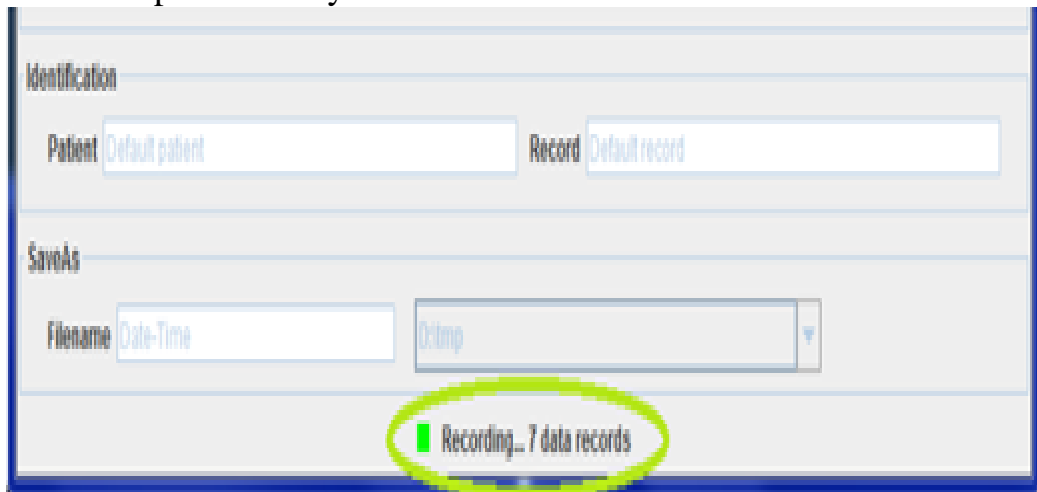 Identification
Patient Default patient Record Default record
SaveAs
Filename Date-Time D:\tmp
Recording... 7 data records